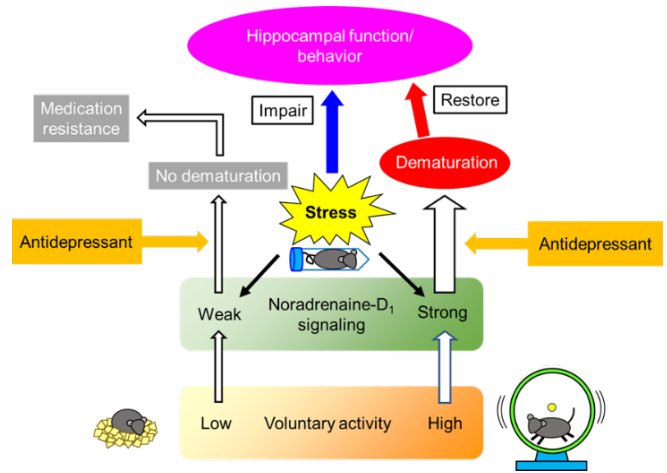 Hippocampal function/
behavior
Medication
resistance
Impair
Restore
No dematuration
Dematuration
Stress
Antidepressant
Antidepressant
Weak
Noradrenaine-D1
signaling
Strong
Low
Voluntary activity
High